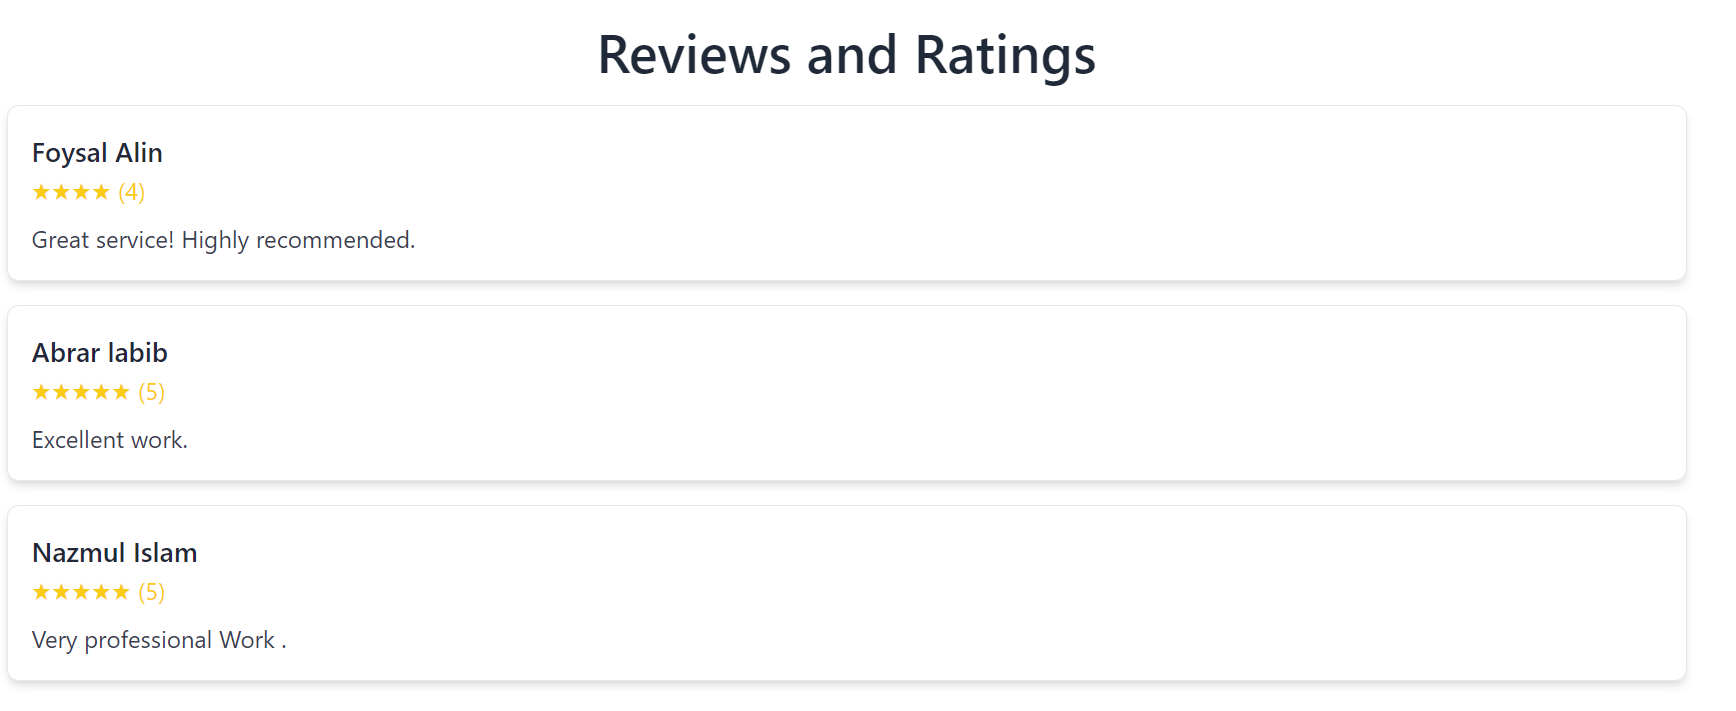 Reviews and Ratings
Foysal Alin
★★★★ (4)
Great service! Highly recommended.
Abrar labib
★★★★★ (5)
Excellent work.
Nazmul Islam
★★★★★ (5)
Very professional Work .